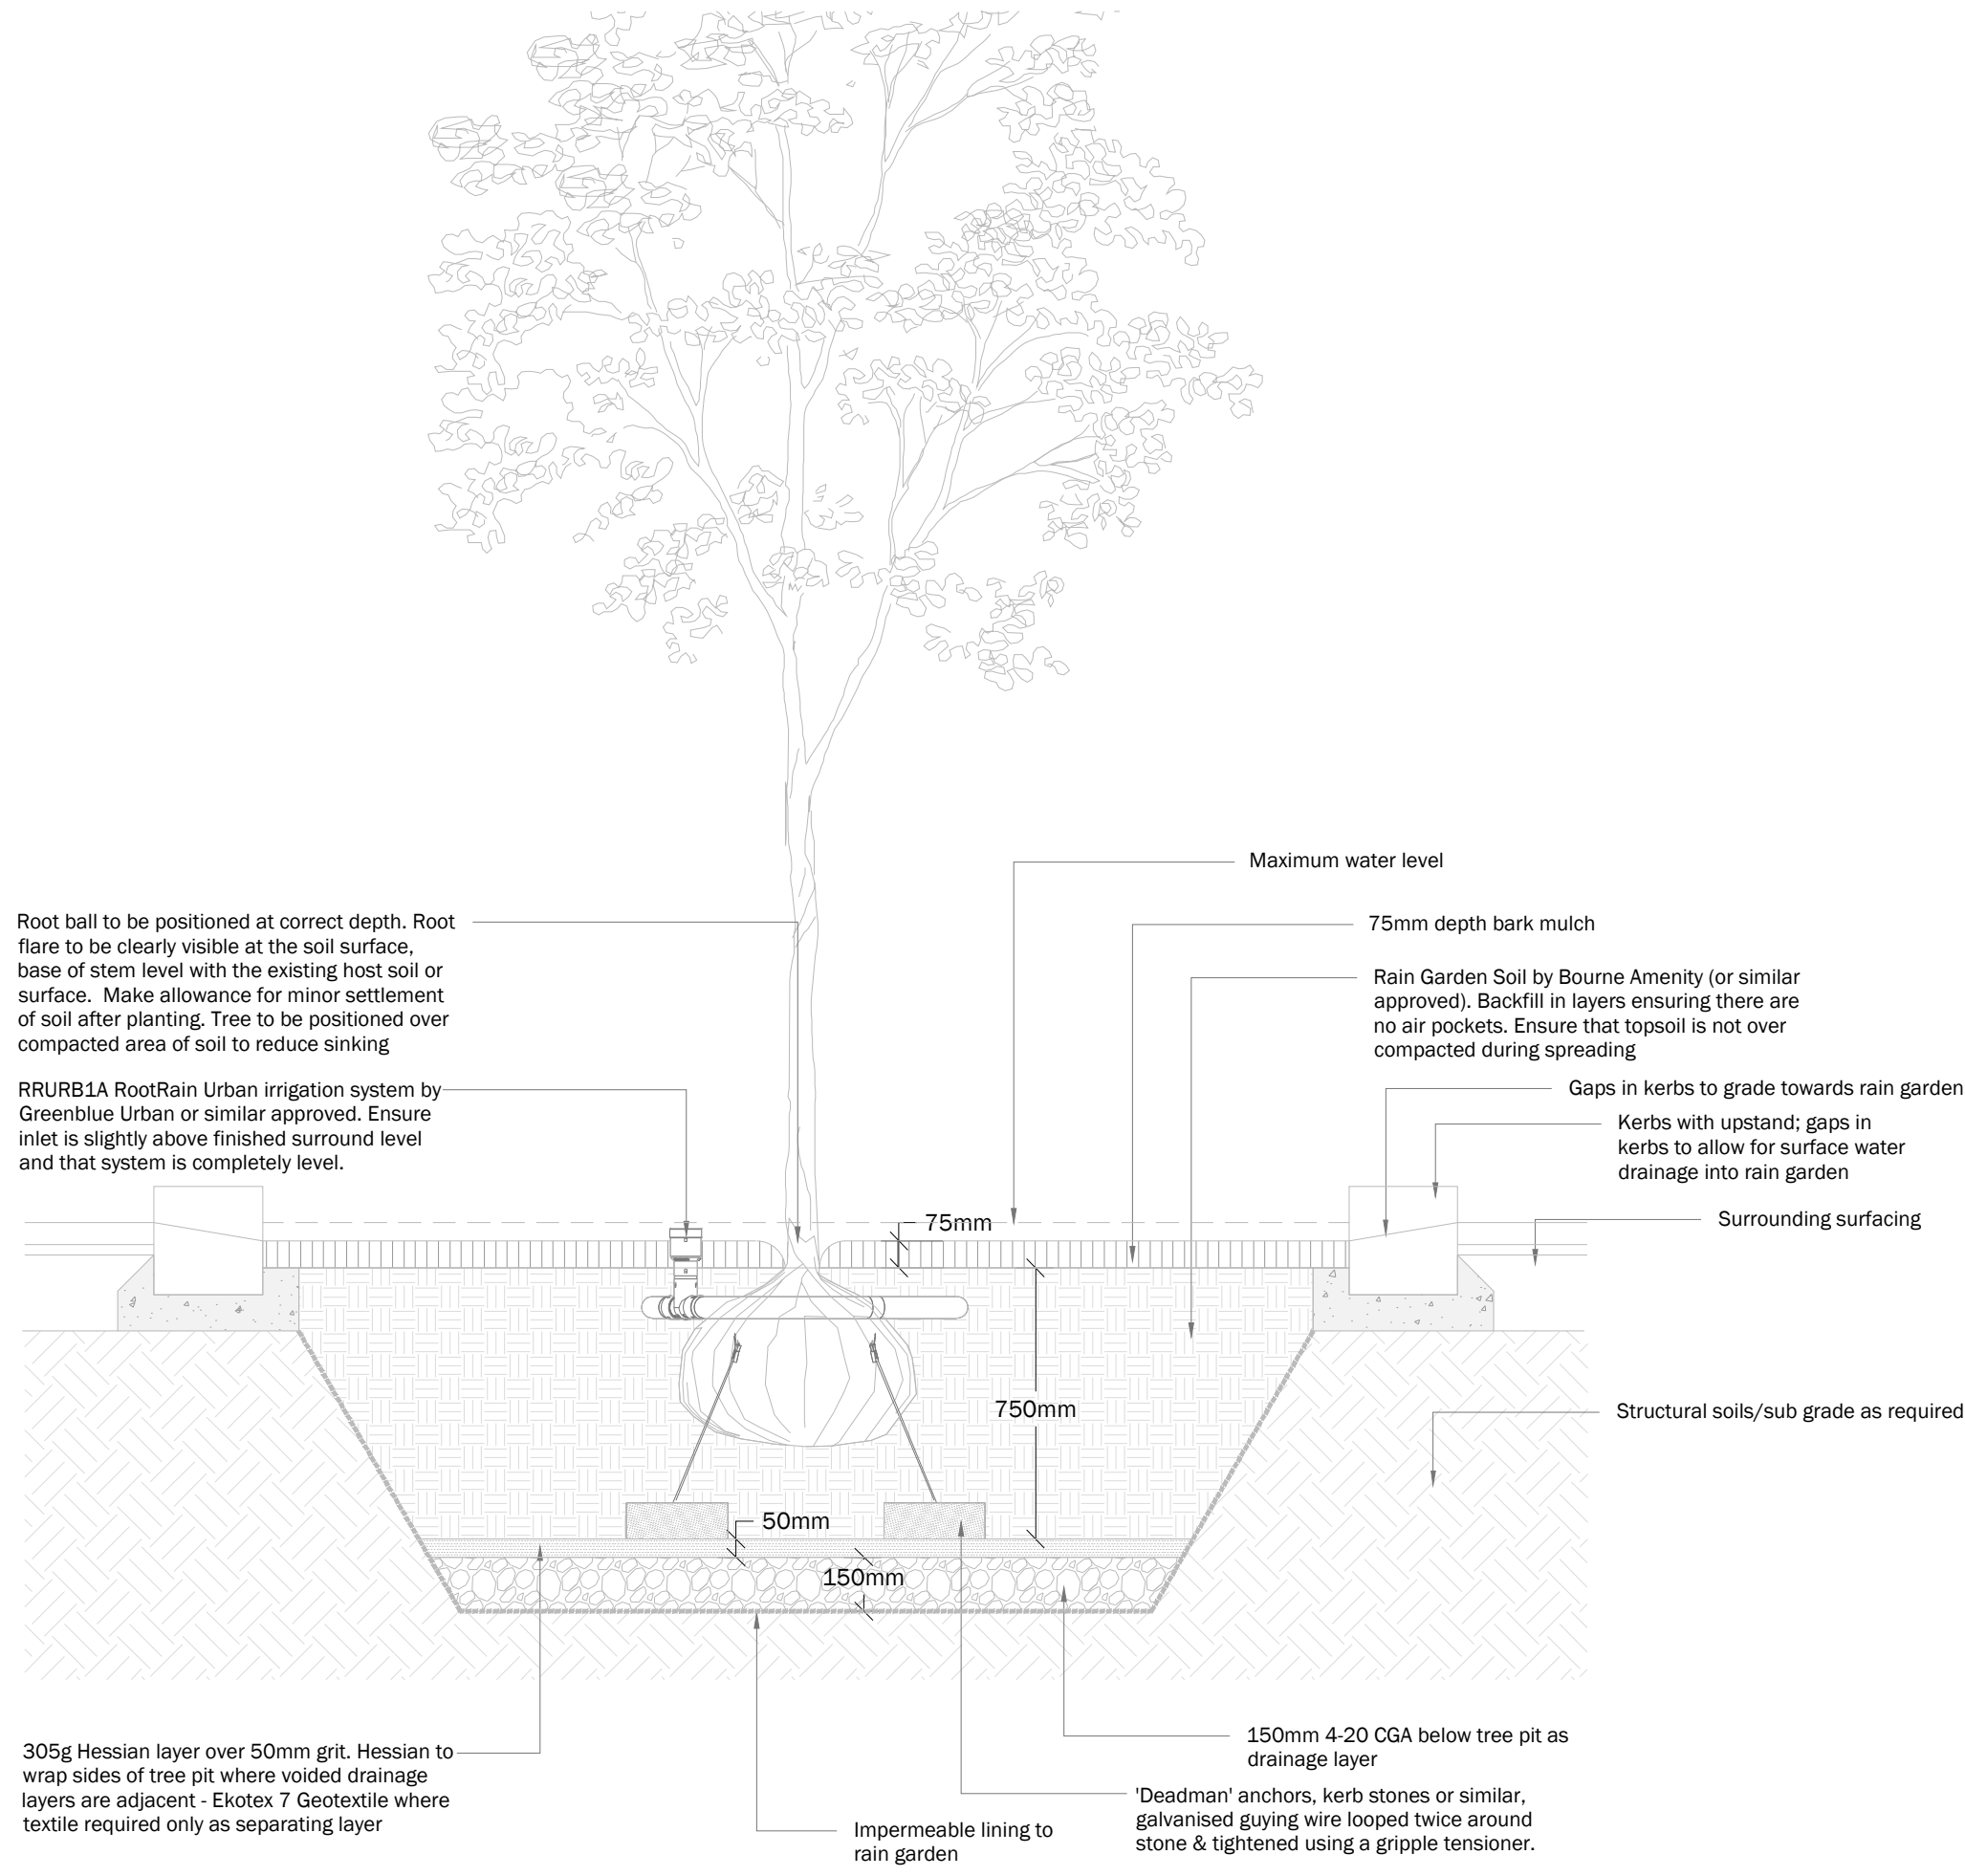 Maximum water level
Root ball to be positioned at correct depth. Root
flare to be clearly visible at the soil surface,
base of stem level with the existing host soil or
surface.  Make allowance for minor settlement
of soil after planting. Tree to be positioned over
compacted area of soil to reduce sinking
75mm depth bark mulch
Rain Garden Soil by Bourne Amenity (or similar
approved). Backfill in layers ensuring there are
no air pockets. Ensure that topsoil is not over
compacted during spreading
RRURB1A RootRain Urban irrigation system by
Greenblue Urban or similar approved. Ensure
inlet is slightly above finished surround level
and that system is completely level.
Gaps in kerbs to grade towards rain garden
Kerbs with upstand; gaps in
kerbs to allow for surface water
drainage into rain garden
Surrounding surfacing
75mm
750mm
Structural soils/sub grade as required
50mm
150mm
305g Hessian layer over 50mm grit. Hessian to
wrap sides of tree pit where voided drainage
layers are adjacent - Ekotex 7 Geotextile where
textile required only as separating layer
150mm 4-20 CGA below tree pit as
drainage layer
'Deadman' anchors, kerb stones or similar,
galvanised guying wire looped twice around
stone & tightened using a gripple tensioner.
Impermeable lining to
rain garden